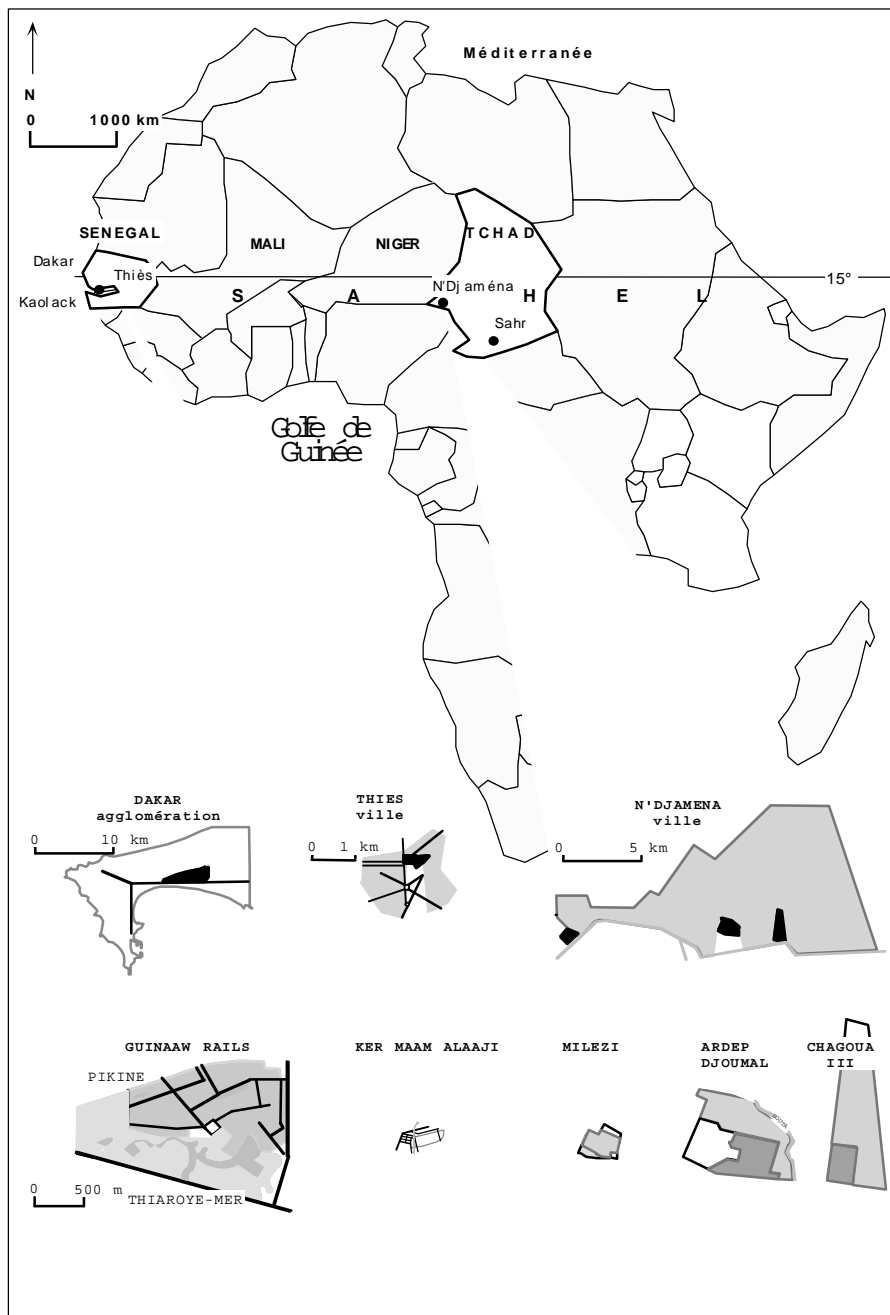 Méditerranée
N
0 1000 km
SENEGAL
MALI
NIGER
TCHAD
Dakar
Thiès
15°
Kaolack
N'Djaména
S A H E L
Sahr
Golfe de
Guinée
DAKAR
agglomération
0 10 km
THIES
ville
0 1 km
N'DJAMENA
ville
0 5 km
GUINAAW RAILS
PIKINE
0 500 m
THIAROYE-MER
KER MAAM ALAAJI
MILEZI
ARDEP
DJOUMAL
CHAGOUA
III